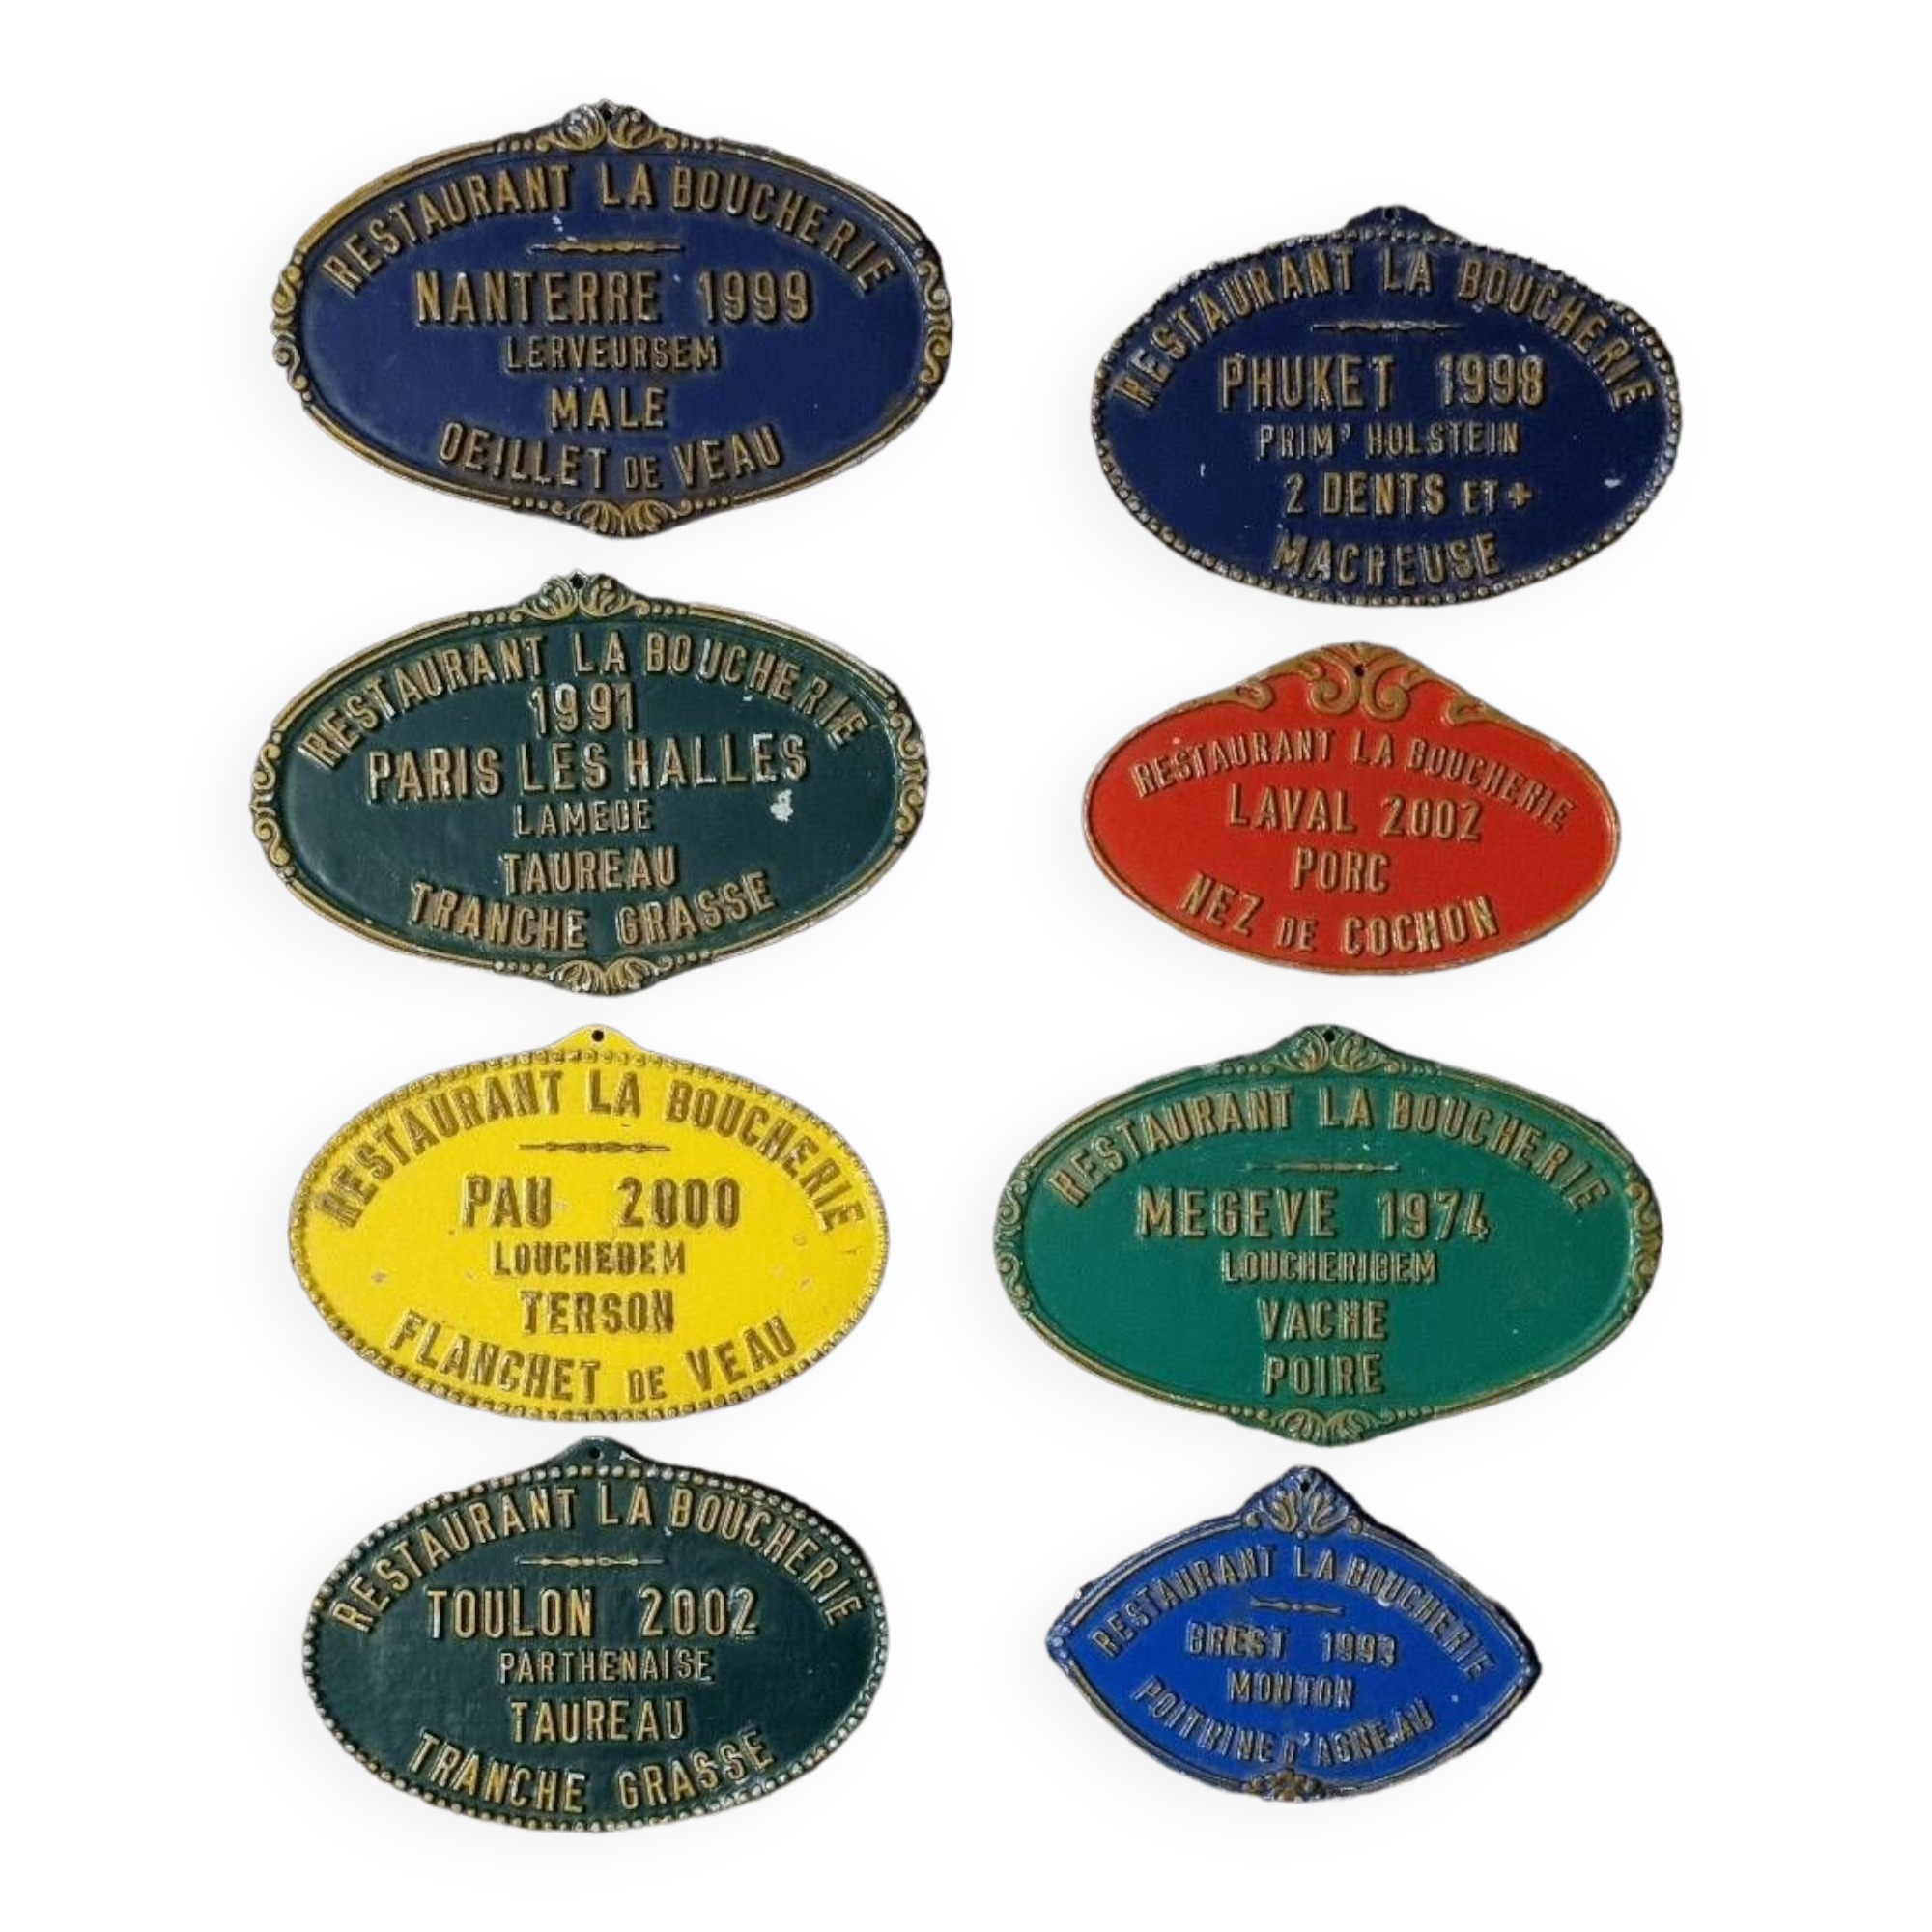 RESTAURANT LA BOUCHERIE
NANTERRE 1999
LERVEURSEM
MALE
OEILLET DE VEAU
RESTAURANT LA BOUCHERIE
PHUKET 1998
PRIM' HOLSTEIN
2 DENTS ET +
MACREUSE
RESTAURANT LA BOUCHERIE
1991
PARIS LES HALLES
LAMEDE
TAUREAU
TRANCHE GRASSE
RESTAURANT LA BOUCHERIE
LAVAL 2002
PORC
NEZ DE COCHON
RESTAURANT LA BOUCHERIE
PAU 2000
LOUCHEDEM
TERSON
FLANCHET DE VEAU
RESTAURANT LA BOUCHERIE
MEGEVE 1974
LOUCHERIBEM
VACHE
POIRE
RESTAURANT LA BOUCHERIE
TOULON 2002
PARTHENAISE
TAUREAU
TRANCHE GRASSE
RESTAURANT LA BOUCHERIE
BREST 1993
MOUTON
POITRINE D'AGNEAU